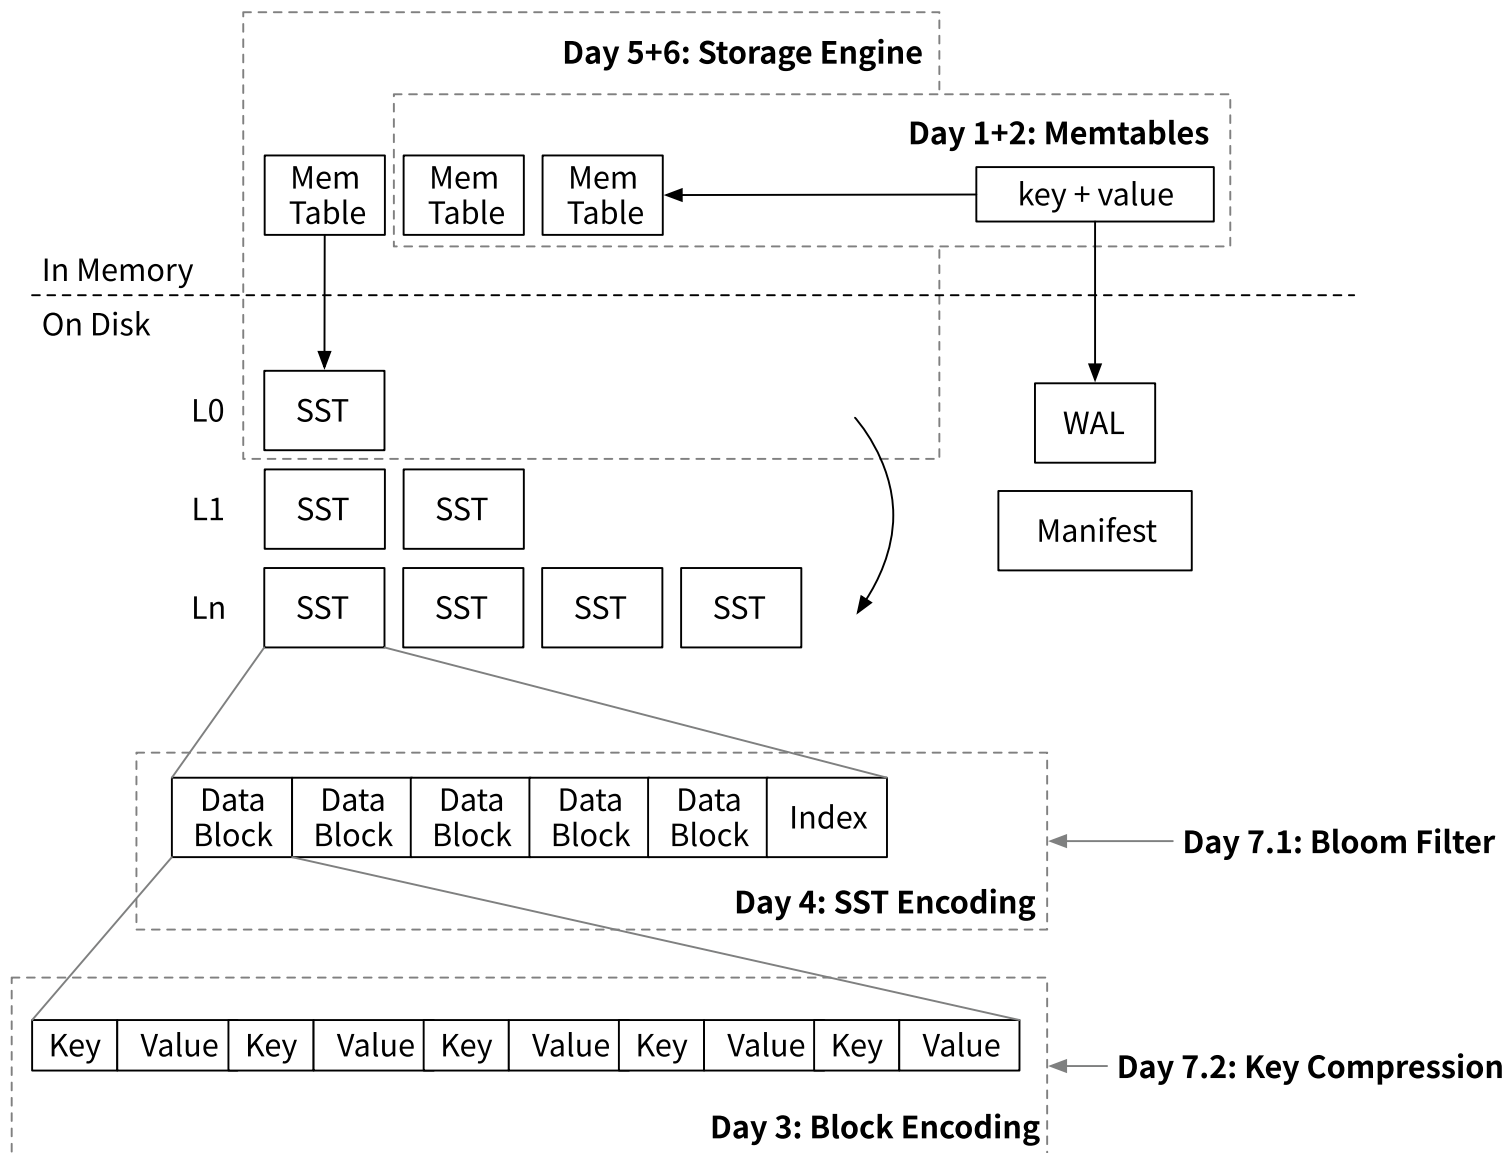 Day 5+6: Storage Engine
Day 1+2: Memtables
Mem
Table
Mem
Table
Mem
Table
key + value
In Memory
On Disk
L0
SST
WAL
L1
SST
SST
Manifest
Ln
SST
SST
SST
SST
Data
Block
Data
Block
Data
Block
Data
Block
Data
Block
Index
Day 7.1: Bloom Filter
Day 4: SST Encoding
Key
Value
Key
Value
Key
Value
Key
Value
Key
Value
Day 7.2: Key Compression
Day 3: Block Encoding